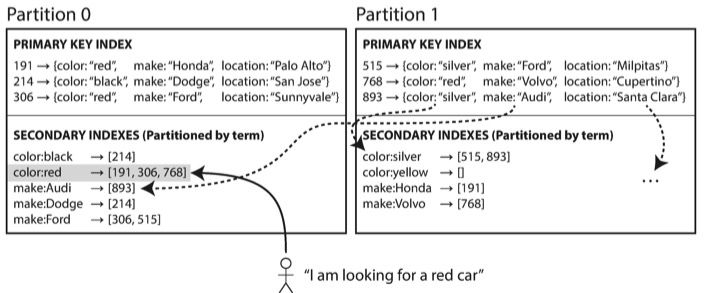 Partition 0
PRIMARY KEY INDEX
191 → {color: “red”, make: “Honda”, location: “Palo Alto”}
214 → {color: “black”, make: “Dodge”, location: “San Jose”}
306 → {color: “red”, make: “Ford”, location: “Sunnyvale”}
SECONDARY INDEXES (Partitioned by term)
color:black → [214]
color:red → [191, 306, 768]
make:Audi → [893]
make:Dodge → [214]
make:Ford → [306, 515]
Partition 1
PRIMARY KEY INDEX
515 → {color: “silver”, make: “Ford”, location: “Milpitas”}
768 → {color: “red”, make: “Volvo”, location: “Cupertino”}
893 → {color: “silver”, make: “Audi”, location: “Santa Clara”}
SECONDARY INDEXES (Partitioned by term)
color:silver → [515, 893]
color:yellow → []
make:Honda → [191]
make:Volvo → [768]
...
“I am looking for a red car”